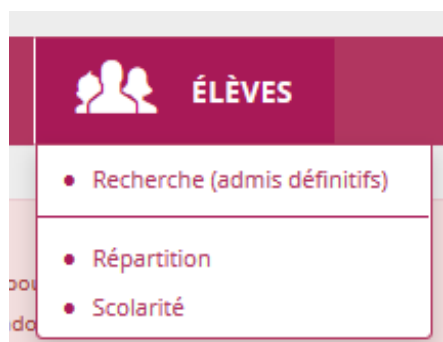 ÉLÈVES
Recherche (admis définitifs)
Répartition
Scolarité